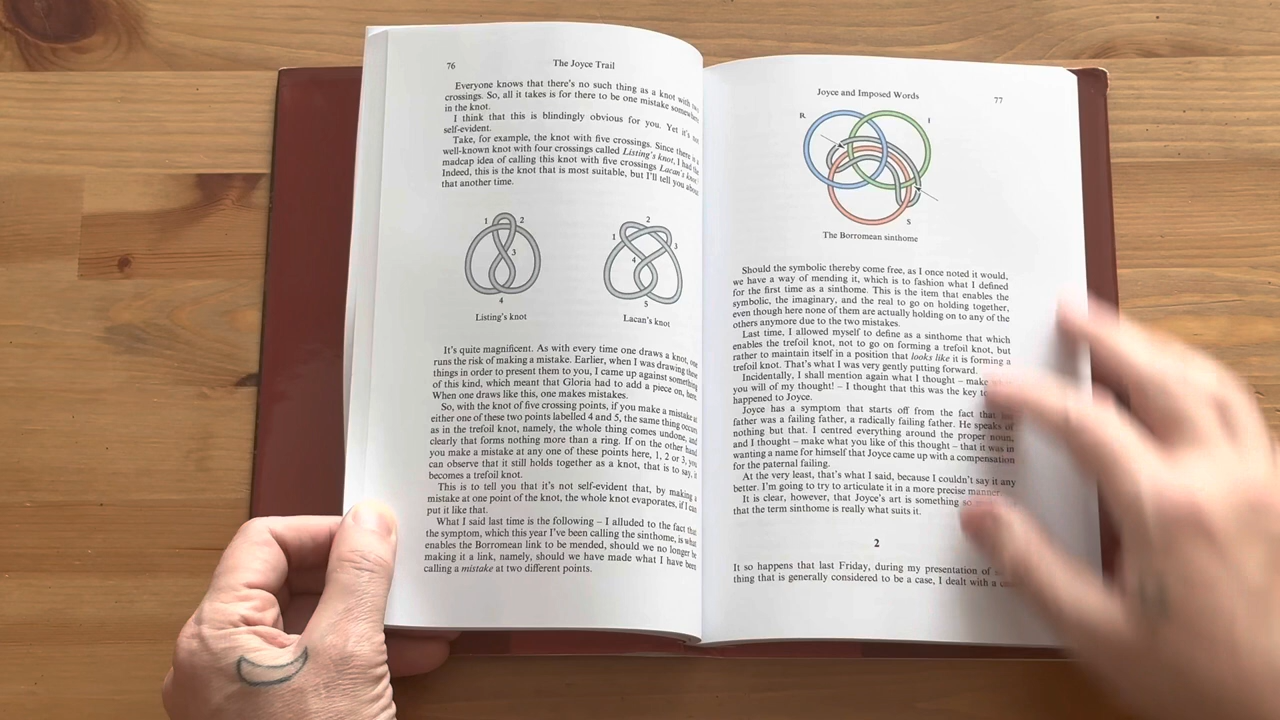 76
The Joyce Trail
Everyone knows that there's no such thing as a knot with two
crossings. So, all it takes is for there to be one mistake somewhere
in the knot.
I think that this is blindingly obvious for you. Yet it's not
self-evident.
Take, for example, the knot with five crossings. Since there is a
well-known knot with four crossings called Listing's knot, I had the
madcap idea of calling this knot with five crossings Lacan's knot.
Indeed, this is the knot that is most suitable, but I'll tell you about
that another time.
1 2
3
4
Listing's knot
2
1 3
4
5
Lacan's knot
It's quite magnificent. As with every time one draws a knot, one
runs the risk of making a mistake. Earlier, when I was drawing those
things in order to present them to you, I came up against something
of this kind, which meant that Gloria had to add a piece on, here.
When one draws like this, one makes mistakes.
So, with the knot of five crossing points, if you make a mistake at
either one of these two points labelled 4 and 5, the same thing occurs
as in the trefoil knot, namely, the whole thing comes undone, and
clearly that forms nothing more than a ring. If on the other hand
you make a mistake at any one of these points here, 1, 2 or 3, you
can observe that it still holds together as a knot, that is to say, it
becomes a trefoil knot.
This is to tell you that it's not self-evident that, by making a
mistake at one point of the knot, the whole knot evaporates, if I can
put it like that.
What I said last time is the following – I alluded to the fact that
the symptom, which this year I've been calling the sinthome, is what
enables the Borromean link to be mended, should we no longer be
making it a link, namely, should we have made what I have been
calling a mistake at two different points.
Joyce and Imposed Words
77
R I
S
The Borromean sinthome
Should the symbolic thereby come free, as I once noted it would,
we have a way of mending it, which is to fashion what I defined
for the first time as a sinthome. This is the item that enables the
symbolic, the imaginary, and the real to go on holding together,
even though here none of them are actually holding on to any of the
others anymore due to the two mistakes.
Last time, I allowed myself to define as a sinthome that which
enables the trefoil knot, not to go on forming a trefoil knot, but
rather to maintain itself in a position that looks like it is forming a
trefoil knot. That's what I was very gently putting forward.
Incidentally, I shall mention again what I thought – make
you will of my thought! – I thought that this was the key to
happened to Joyce.
Joyce has a symptom that starts off from the fact that his
father was a failing father, a radically failing father. He speaks of
nothing but that. I centred everything around the proper noun,
and I thought – make what you like of this thought – that it was in
wanting a name for himself that Joyce came up with a compensation
for the paternal failing.
At the very least, that's what I said, because I couldn't say it any
better. I'm going to try to articulate it in a more precise manner.
It is clear, however, that Joyce's art is something so
that the term sinthome is really what suits it.
2
It so happens that last Friday, during my presentation of
thing that is generally considered to be a case, I dealt with a